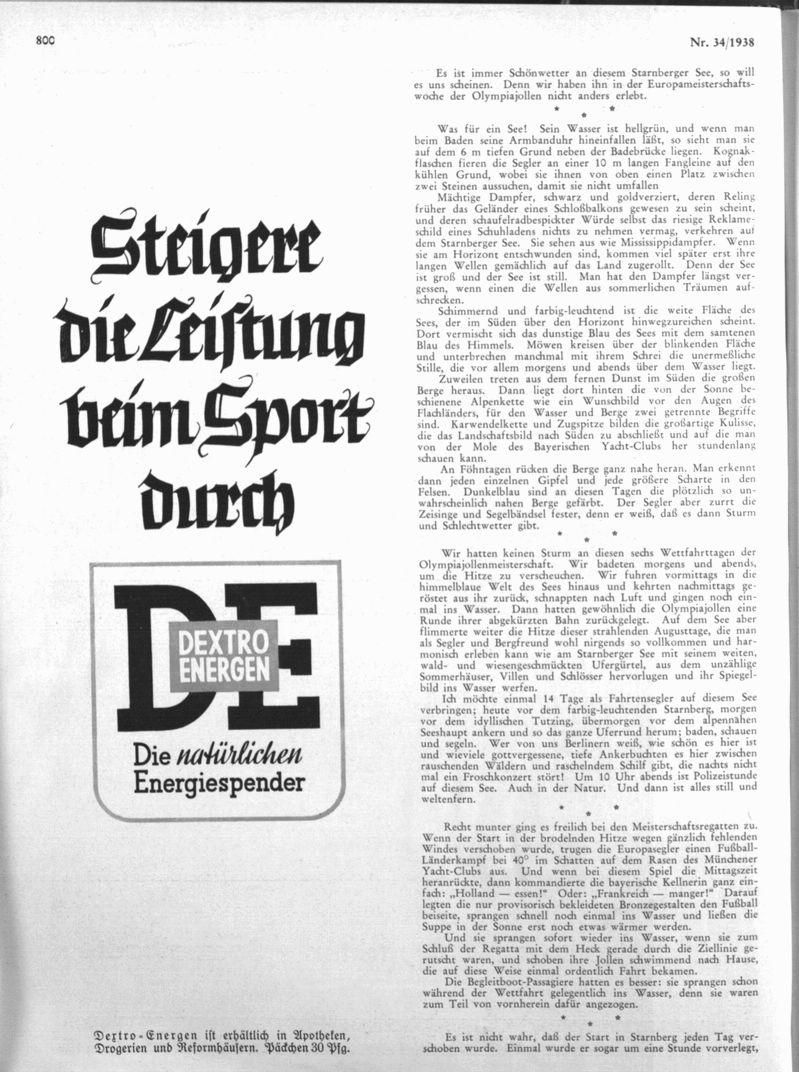 800
Nr. 34/1938
Steigere
die Leiſtung
beim Sport
durch
DE
DEXTRO
ENERGEN
Die natürlichen
Energiespender
Dextro-Energen iſt erhältlich in Apotheken,
Drogerien und Reformhäuſern. Päckchen 30 Pfg.
Es ist immer Schönwetter an diesem Starnberger See, so will
es uns scheinen. Denn wir haben ihn in der Europameisterschafts-
woche der Olympiajollen nicht anders erlebt.
* * *
Was für ein See! Sein Wasser ist hellgrün, und wenn man
beim Baden seine Armbanduhr hineinfallen läßt, so sieht man sie
auf dem 6 m tiefen Grund neben der Badebrücke liegen. Kognak-
flaschen fieren die Segler an einer 10 m langen Fangleine auf den
kühlen Grund, wobei sie ihnen von oben einen Platz zwischen
zwei Steinen aussuchen, damit sie nicht umfallen
Mächtige Dampfer, schwarz und goldverziert, deren Reling
früher das Geländer eines Schloßbalkons gewesen zu sein scheint,
und deren schaufelradbespickter Würde selbst das riesige Reklame-
schild eines Schuhladens nichts zu nehmen vermag, verkehren auf
dem Starnberger See. Sie sehen aus wie Mississippidampfer. Wenn
sie am Horizont entschwunden sind, kommen viel später erst ihre
langen Wellen gemächlich auf das Land zugerollt. Denn der See
ist groß und der See ist still. Man hat den Dampfer längst ver-
gessen, wenn einen die Wellen aus sommerlichen Träumen auf-
schrecken.
Schimmernd und farbig-leuchtend ist die weite Fläche des
Sees, der im Süden über den Horizont hinwegzureichen scheint.
Dort vermischt sich das dunstige Blau des Sees mit dem samtenen
Blau des Himmels. Möwen kreisen über der blinkenden Fläche
und unterbrechen manchmal mit ihrem Schrei die unermeßliche
Stille, die vor allem morgens und abends über dem Wasser liegt.
Zuweilen treten aus dem fernen Dunst im Süden die großen
Berge heraus. Dann liegt dort hinten die von der Sonne be-
schienene Alpenkette wie ein Wunschbild vor den Augen des
Flachländers, für den Wasser und Berge zwei getrennte Begriffe
sind. Karwendelkette und Zugspitze bilden die großartige Kulisse,
die das Landschaftsbild nach Süden zu abschließt und auf die man
von der Mole des Bayerischen Yacht-Clubs her stundenlang
schauen kann.
An Föhntagen rücken die Berge ganz nahe heran. Man erkennt
dann jeden einzelnen Gipfel und jede größere Scharte in den
Felsen. Dunkelblau sind an diesen Tagen die plötzlich so un-
wahrscheinlich nahen Berge gefärbt. Der Segler aber zurrt die
Zeisinge und Segelbändsel fester, denn er weiß, daß es dann Sturm
und Schlechtwetter gibt.
* * *
Wir hatten keinen Sturm an diesen sechs Wettfahrttagen der
Olympiajollenmeisterschaft. Wir badeten morgens und abends,
um die Hitze zu verscheuchen. Wir fuhren vormittags in die
himmelblaue Welt des Sees hinaus und kehrten nachmittags ge-
röstet aus ihr zurück, schnappten nach Luft und gingen noch ein-
mal ins Wasser. Dann hatten gewöhnlich die Olympiajollen eine
Runde ihrer abgekürzten Bahn zurückgelegt. Auf dem See aber
flimmerte weiter die Hitze dieser strahlenden Augusttage, die man
als Segler und Bergfreund wohl nirgends so vollkommen und har-
monisch erleben kann wie am Starnberger See mit seinem weiten,
wald- und wiesengeschmückten Ufergürtel, aus dem unzählige
Sommerhäuser, Villen und Schlösser hervorlugen und ihr Spiegel-
bild ins Wasser werfen.
Ich möchte einmal 14 Tage als Fahrtensegler auf diesem See
verbringen; heute vor dem farbig-leuchtenden Starnberg, morgen
vor dem idyllischen Tutzing, übermorgen vor dem alpennahen
Seeshaupt ankern und so das ganze Uferrund herum; baden, schauen
und segeln. Wer von uns Berlinern weiß, wie schön es hier ist
und wieviele gottvergessene, tiefe Ankerbuchten es hier zwischen
rauschenden Wäldern und raschelndem Schilf gibt, die nachts nicht
mal ein Froschkonzert stört! Um 10 Uhr abends ist Polizeistunde
auf diesem See. Auch in der Natur. Und dann ist alles still und
weltenfern.
* * *
Recht munter ging es freilich bei den Meisterschaftsregatten zu.
Wenn der Start in der brodelnden Hitze wegen gänzlich fehlenden
Windes verschoben wurde, trugen die Europasegler einen Fußball-
Länderkampf bei 40° im Schatten auf dem Rasen des Münchener
Yacht-Clubs aus. Und wenn bei diesem Spiel die Mittagszeit
heranrückte, dann kommandierte die bayerische Kellnerin ganz ein-
fach: „Holland — essen!“ Oder: „Frankreich — manger!“ Darauf
legten die nur provisorisch bekleideten Bronzegestalten den Fußball
beiseite, sprangen schnell noch einmal ins Wasser und ließen die
Suppe in der Sonne erst noch etwas wärmer werden.
Und sie sprangen sofort wieder ins Wasser, wenn sie zum
Schluß der Regatta mit dem Heck gerade durch die Ziellinie ge-
rutscht waren, und schoben ihre Jollen schwimmend nach Hause,
die auf diese Weise einmal ordentlich Fahrt bekamen.
Die Begleitboot-Passagiere hatten es besser: sie sprangen schon
während der Wettfahrt gelegentlich ins Wasser, denn sie waren
zum Teil von vornherein dafür angezogen.
* * *
Es ist nicht wahr, daß der Start in Starnberg jeden Tag ver-
schoben wurde. Einmal wurde er sogar um eine Stunde vorverlegt,